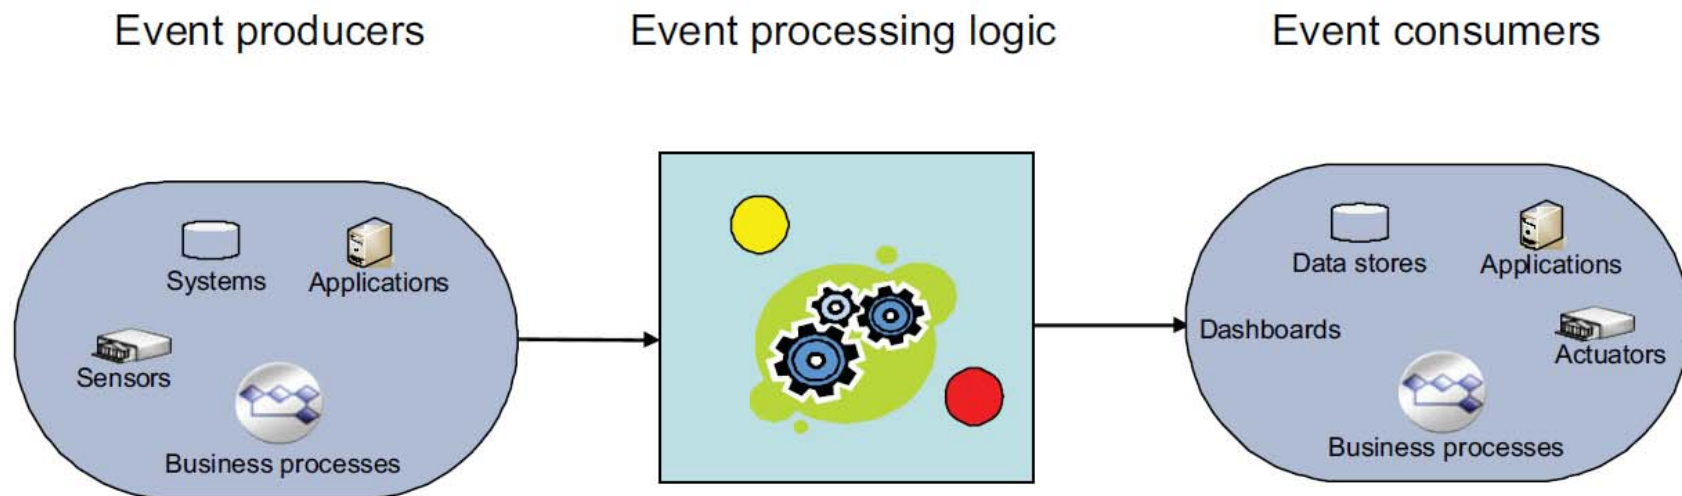 Event producers
Event processing logic
Event consumers
Systems
Applications
Sensors
Business processes
Data stores
Applications
Dashboards
Actuators
Business processes